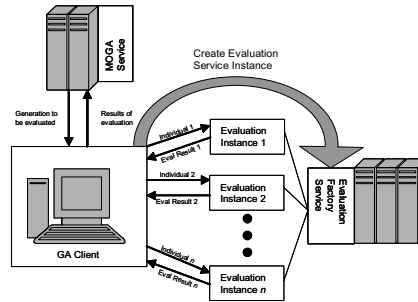 MOGA
Service
Create Evaluation
Service Instance
Generation to
be evaluated
Results of
evaluation
Individual 1
Eval Result 1
Evaluation
Instance 1
Individual 2
Eval Result 2
Evaluation
Instance 2
Individual n
Eval Result n
Evaluation
Instance n
Evaluation
Factory
Service
GA Client